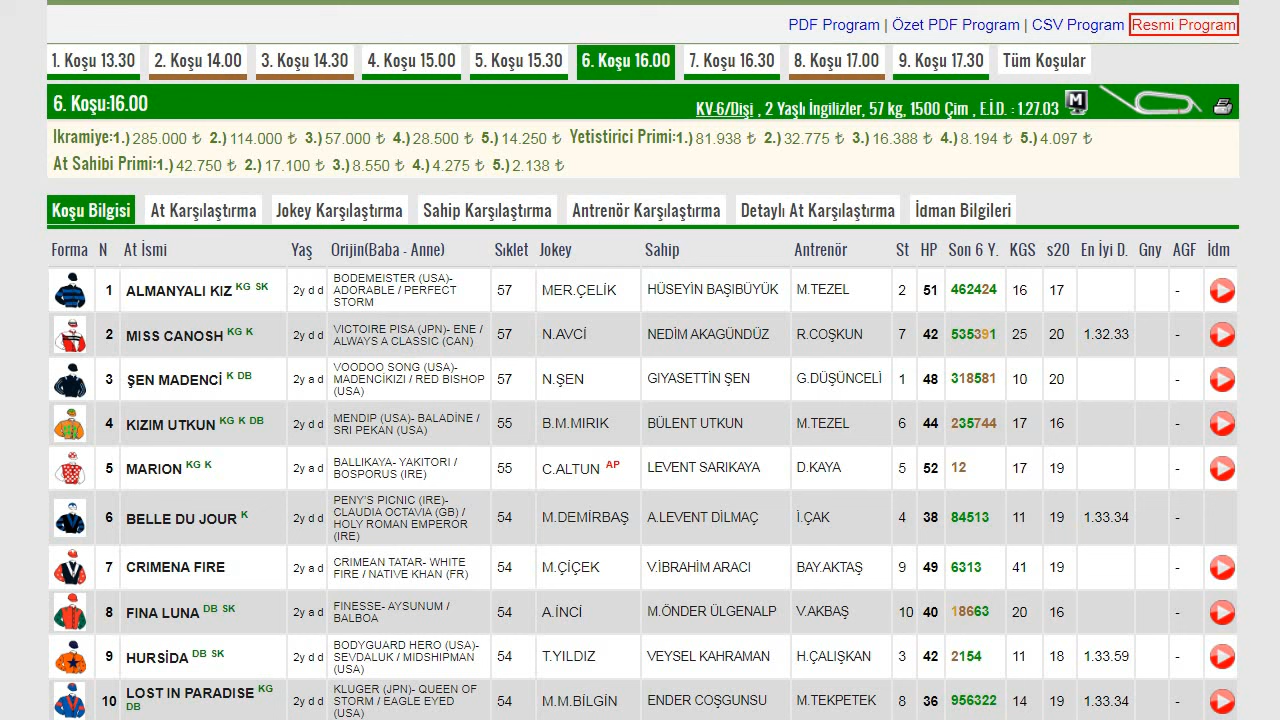 PDF Program | Özet PDF Program | CSV Program Resmi Program
1. Koşu 13.30 2. Koşu 14.00 3. Koşu 14.30 4. Koşu 15.00 5. Koşu 15.30 6. Koşu 16.00 7. Koşu 16.30 8. Koşu 17.00 9. Koşu 17.30 Tüm Koşular
6. Koşu:16.00 KV-6/Dişi , 2 Yaşlı İngilizler, 57 kg, 1500 Çim , E.İ.D. : 1.27.03 M
Ikramiye:1.) 285.000 ₺ 2.) 114.000 ₺ 3.) 57.000 ₺ 4.) 28.500 ₺ 5.) 14.250 ₺ Yetistirici Primi:1.) 81.938 ₺ 2.) 32.775 ₺ 3.) 16.388 ₺ 4.) 8.194 ₺ 5.) 4.097 ₺
At Sahibi Primi:1.) 42.750 ₺ 2.) 17.100 ₺ 3.) 8.550 ₺ 4.) 4.275 ₺ 5.) 2.138 ₺
Koşu Bilgisi At Karşılaştırma Jokey Karşılaştırma Sahip Karşılaştırma Antrenör Karşılaştırma Detaylı At Karşılaştırma İdman Bilgileri
Forma N At İsmi Yaş Orijin(Baba - Anne) Sıklet Jokey Sahip Antrenör St HP Son 6 Y. KGS s20 En İyi D. Gny AGF İdm
1 ALMANYALI KIZ KG SK 2y d d BODEMEISTER (USA)- ADORABLE / PERFECT STORM 57 MER.ÇELİK HÜSEYİN BAŞIBÜYÜK M.TEZEL 2 51 462424 16 17 -
2 MISS CANOSH KG K 2y d d VICTOIRE PISA (JPN)- ENE / ALWAYS A CLASSIC (CAN) 57 N.AVCİ NEDİM AKAGÜNDÜZ R.COŞKUN 7 42 535391 25 20 1.32.33 -
3 ŞEN MADENCİ K DB 2y a d VOODOO SONG (USA)- MADENCİKIZI / RED BISHOP (USA) 57 N.ŞEN GIYASETTİN ŞEN G.DÜŞÜNCELİ 1 48 318581 10 20 -
4 KIZIM UTKUN KG K DB 2y d d MENDIP (USA)- BALADİNE / SRI PEKAN (USA) 55 B.M.MIRIK BÜLENT UTKUN M.TEZEL 6 44 235744 17 16 -
5 MARION KG K 2y a d BALLIKAYA- YAKITORI / BOSPORUS (IRE) 55 C.ALTUN AP LEVENT SARIKAYA D.KAYA 5 52 12 17 19 -
6 BELLE DU JOUR K 2y d d PENY'S PICNIC (IRE)- CLAUDIA OCTAVIA (GB) / HOLY ROMAN EMPEROR (IRE) 54 M.DEMİRBAŞ A.LEVENT DİLMAÇ İ.ÇAK 4 38 84513 11 19 1.33.34 -
7 CRIMENA FIRE 2y a d CRIMEAN TATAR- WHITE FIRE / NATIVE KHAN (FR) 54 M.ÇİÇEK V.İBRAHİM ARACI BAY.AKTAŞ 9 49 6313 41 19 -
8 FINA LUNA DB SK 2y a d FINESSE- AYSUNUM / BALBOA 54 A.İNCİ M.ÖNDER ÜLGENALP V.AKBAŞ 10 40 18663 20 16 -
9 HURSİDA DB SK 2y d d BODYGUARD HERO (USA)- SEVDALUK / MIDSHIPMAN (USA) 54 T.YILDIZ VEYSEL KAHRAMAN H.ÇALIŞKAN 3 42 2154 11 18 1.33.59 -
10 LOST IN PARADISE KG DB 2y d d KLUGER (JPN)- QUEEN OF STORM / EAGLE EYED (USA) 54 M.M.BİLGİN ENDER COŞGUNSU M.TEKPETEK 8 36 956322 14 19 1.33.34 -